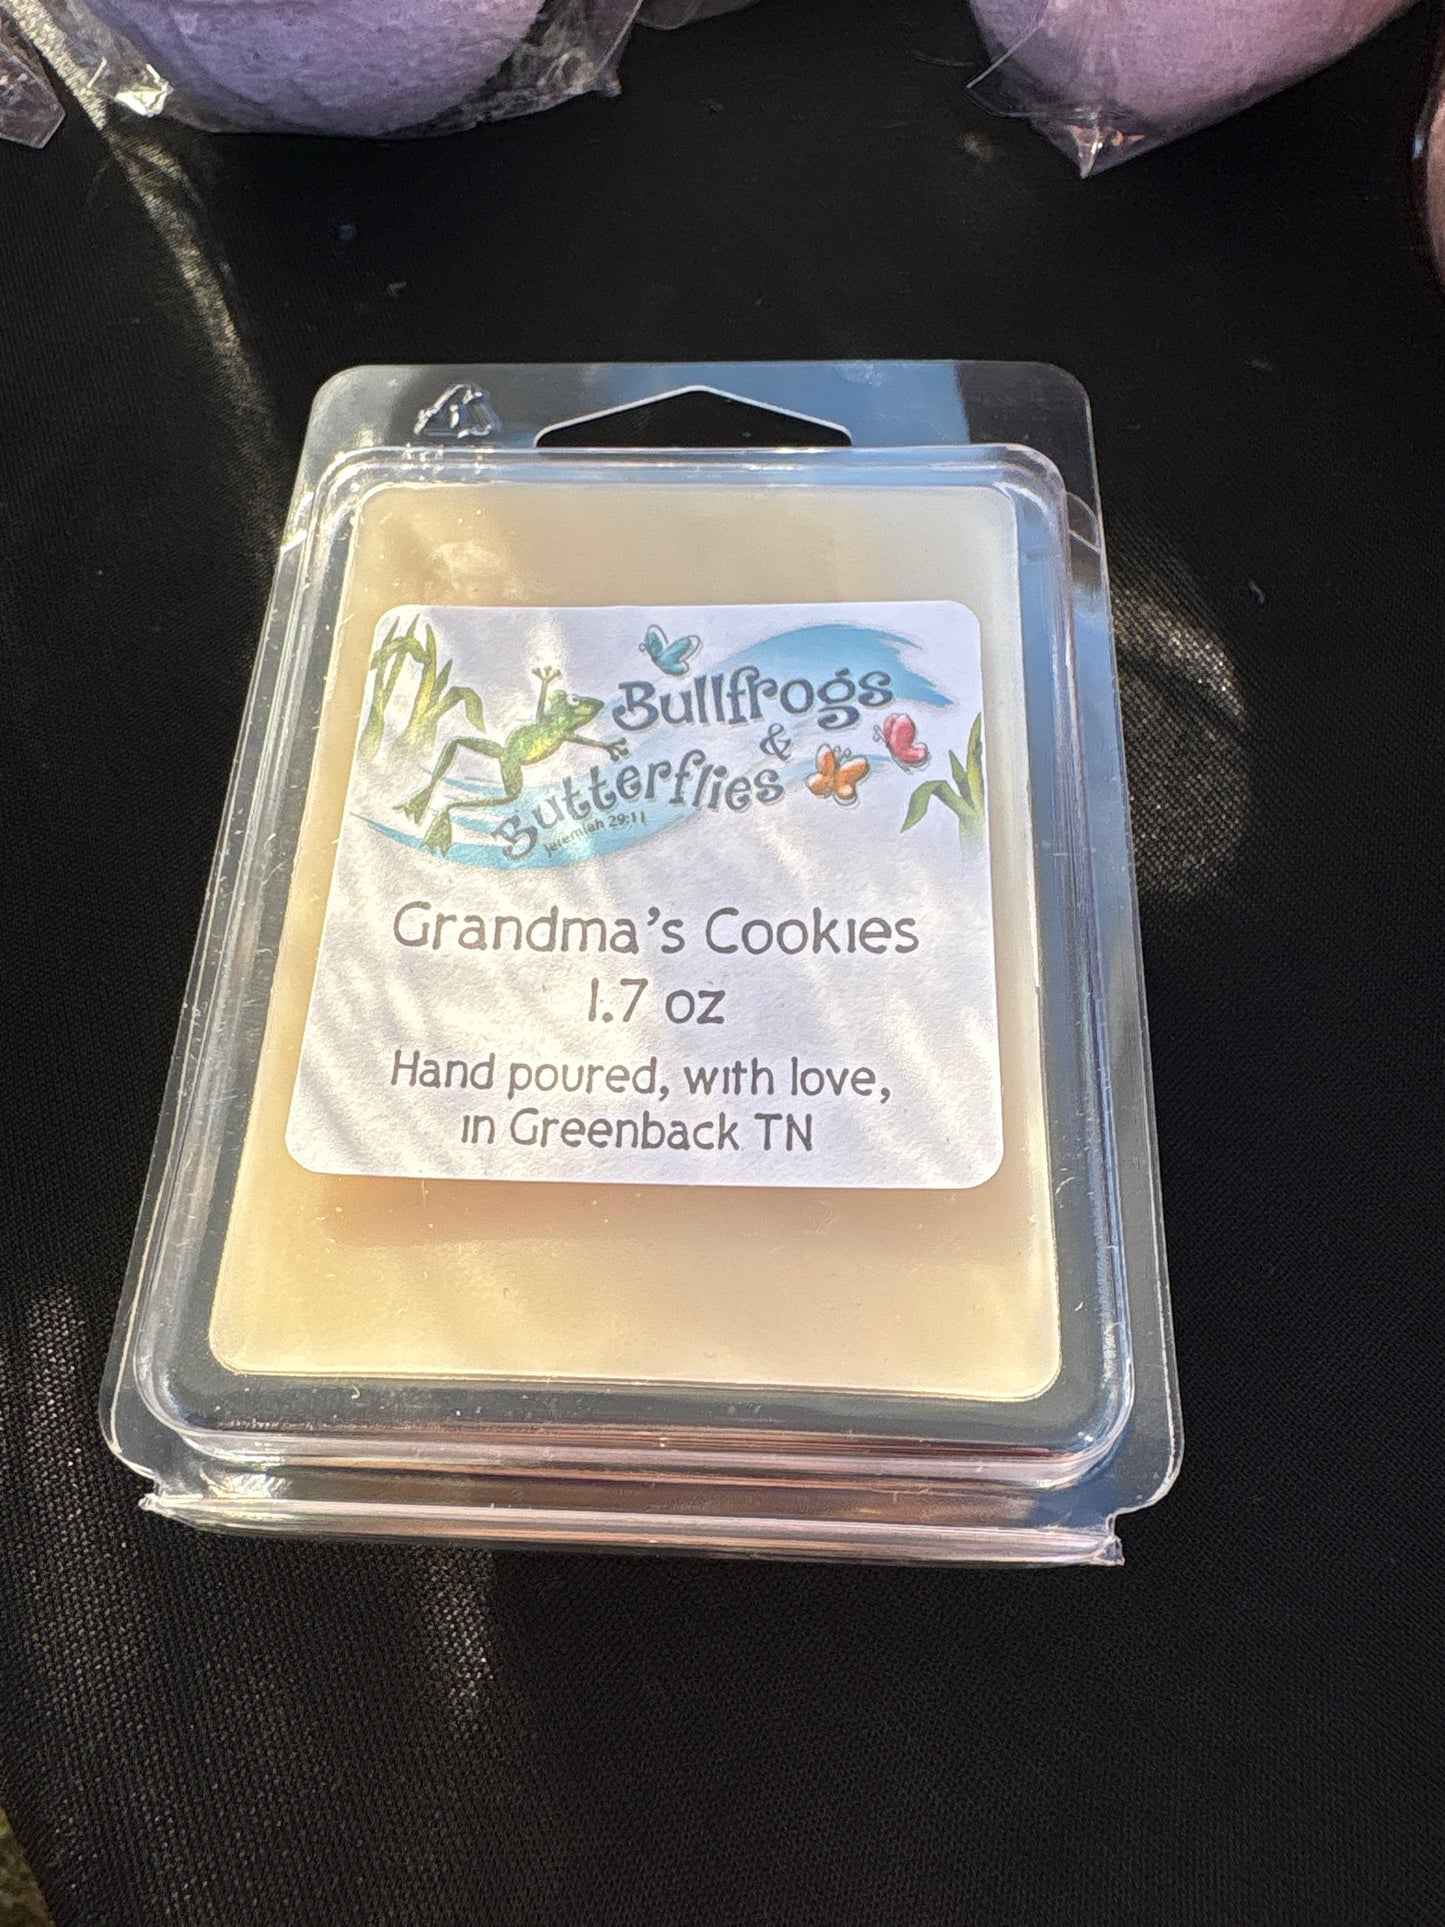 Bullfrogs
&
Butterflies
Jeremiah 29:11
Grandma's Cookies
1.7 oz
Hand poured, with love,
in Greenback TN